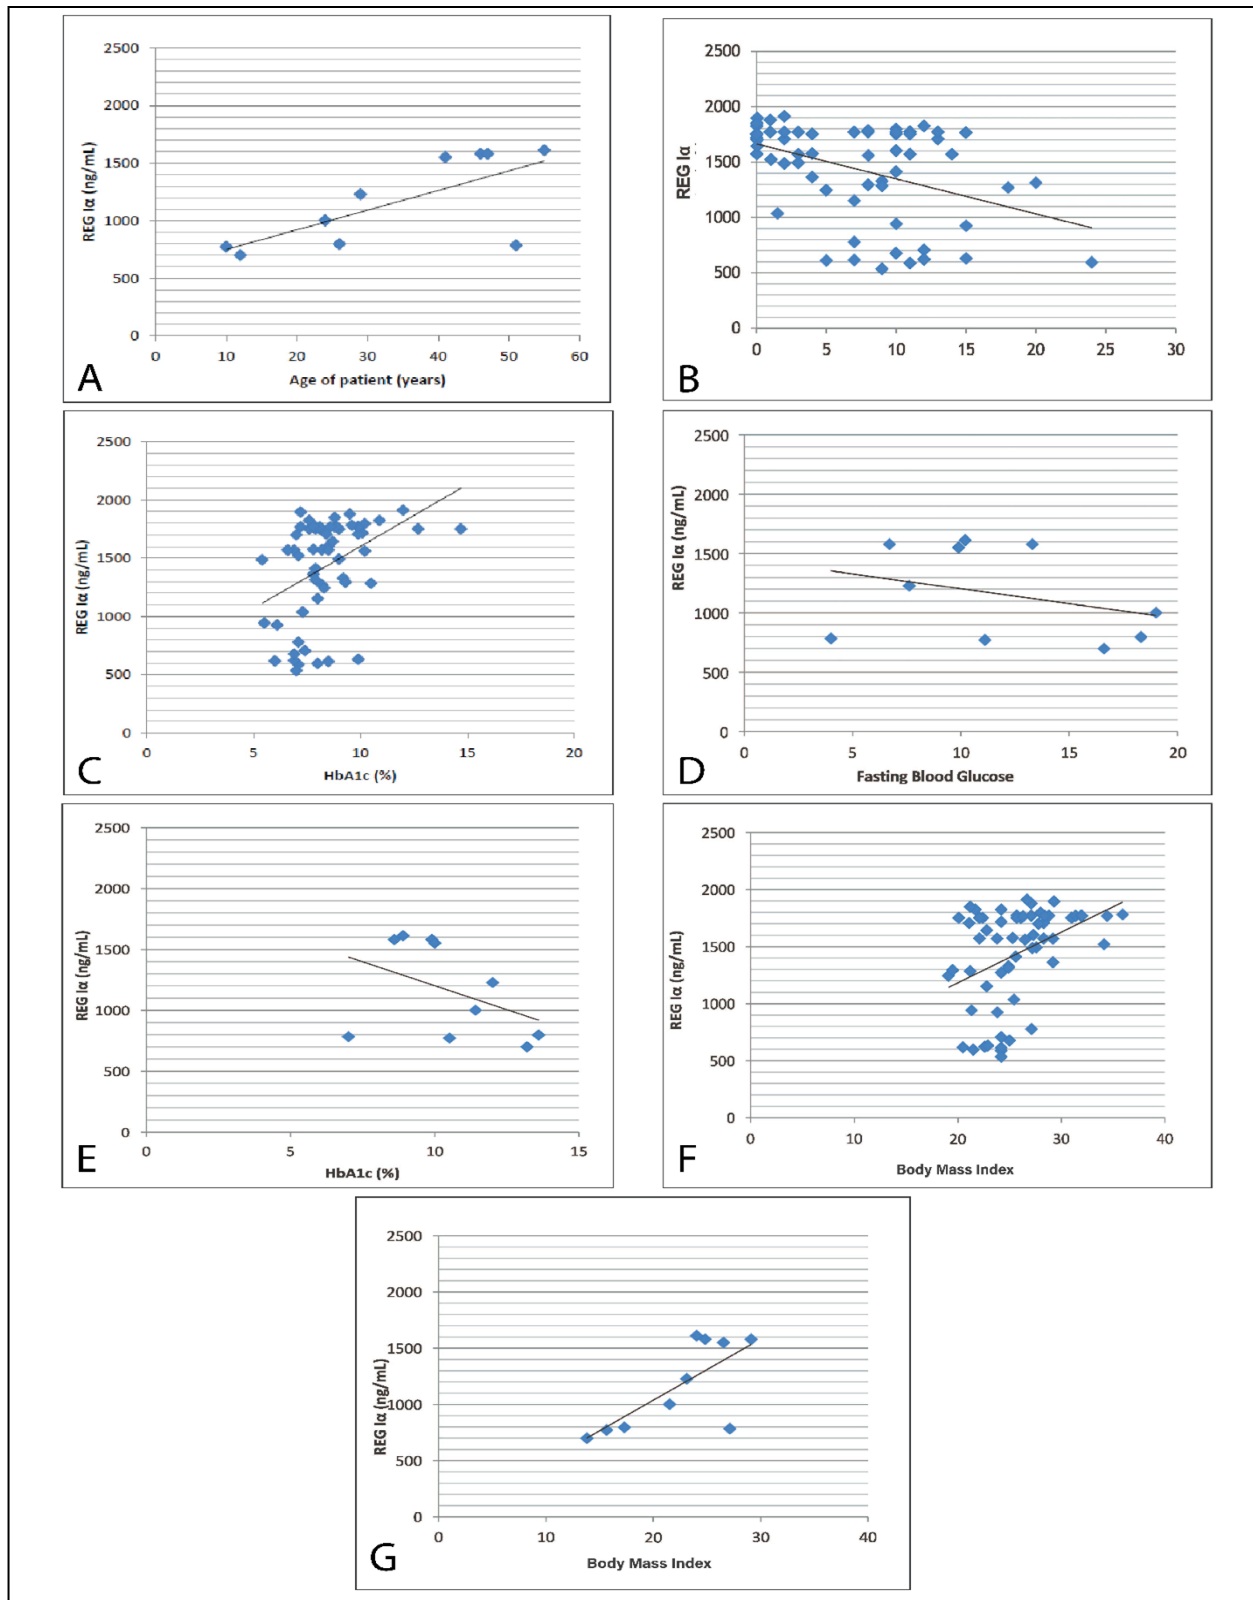 2500
2000
1500
1000
500
0
REG Iα (ng/mL)
0 10 20 30 40 50 60
Age of patient (years)
A
2500
2000
1500
1000
500
0
REG Iα
0 5 10 15 20 25 30
B
2500
2000
1500
1000
500
0
REG Iα (ng/mL)
0 5 10 15 20
HbA1c (%)
C
2500
2000
1500
1000
500
0
REG Iα (ng/mL)
0 5 10 15 20
Fasting Blood Glucose
D
2500
2000
1500
1000
500
0
REG Iα (ng/mL)
0 5 10 15
HbA1c (%)
E
2500
2000
1500
1000
500
0
REG Iα (ng/mL)
0 10 20 30 40
Body Mass Index
F
2500
2000
1500
1000
500
0
REG Iα (ng/mL)
0 10 20 30 40
Body Mass Index
G